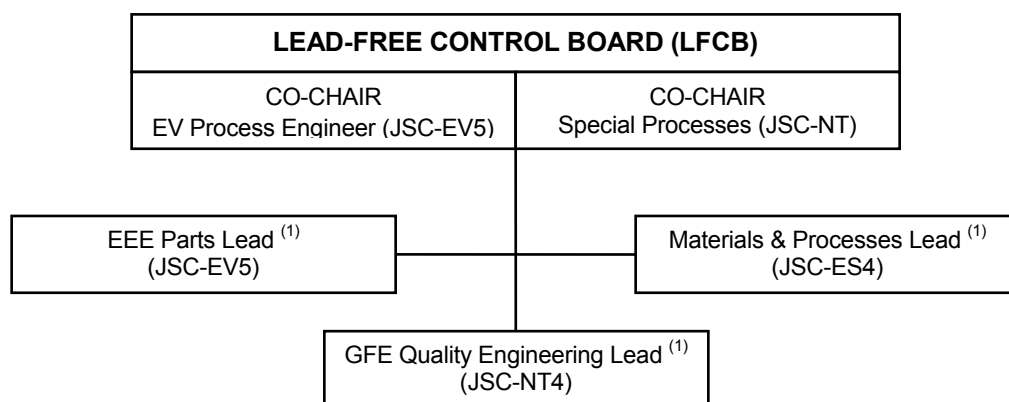 LEAD-FREE CONTROL BOARD (LFCB)
CO-CHAIR
EV Process Engineer (JSC-EV5)
CO-CHAIR
Special Processes (JSC-NT)
EEE Parts Lead (1)
(JSC-EV5)
Materials & Processes Lead (1)
(JSC-ES4)
GFE Quality Engineering Lead (1)
(JSC-NT4)